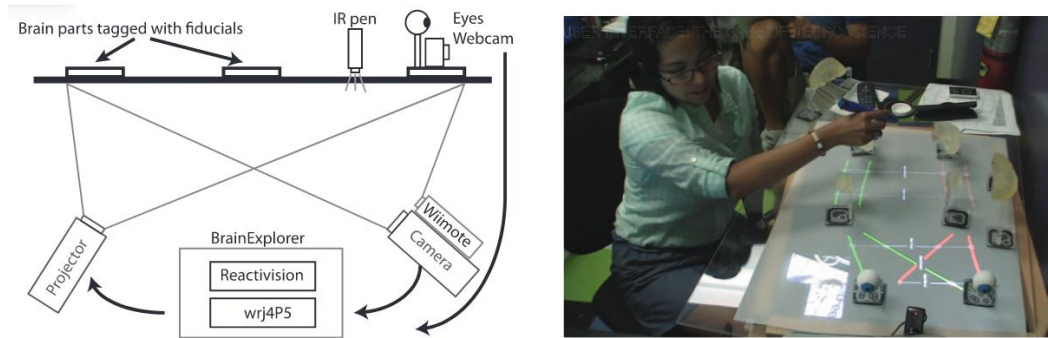 Brain parts tagged with fiducials
IR pen
Eyes
Webcam
Projector
Wiimote
Camera
BrainExplorer
Reactivision
wrj4P5